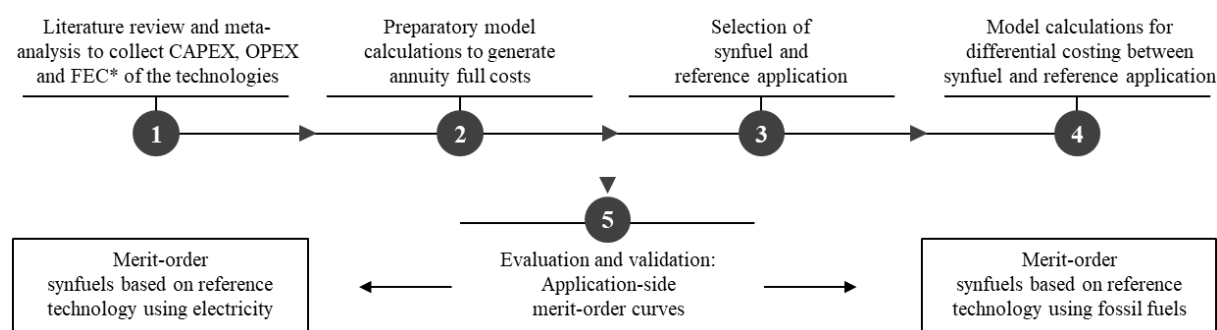 Literature review and meta-
analysis to collect CAPEX, OPEX
and FEC* of the technologies
1
Preparatory model
calculations to generate
annuity full costs
2
Selection of
synfuel and
reference application
3
Model calculations for
differential costing between
synfuel and reference application
4
5
Evaluation and validation:
Application-side
merit-order curves
Merit-order
synfuels based on reference
technology using electricity
Merit-order
synfuels based on reference
technology using fossil fuels